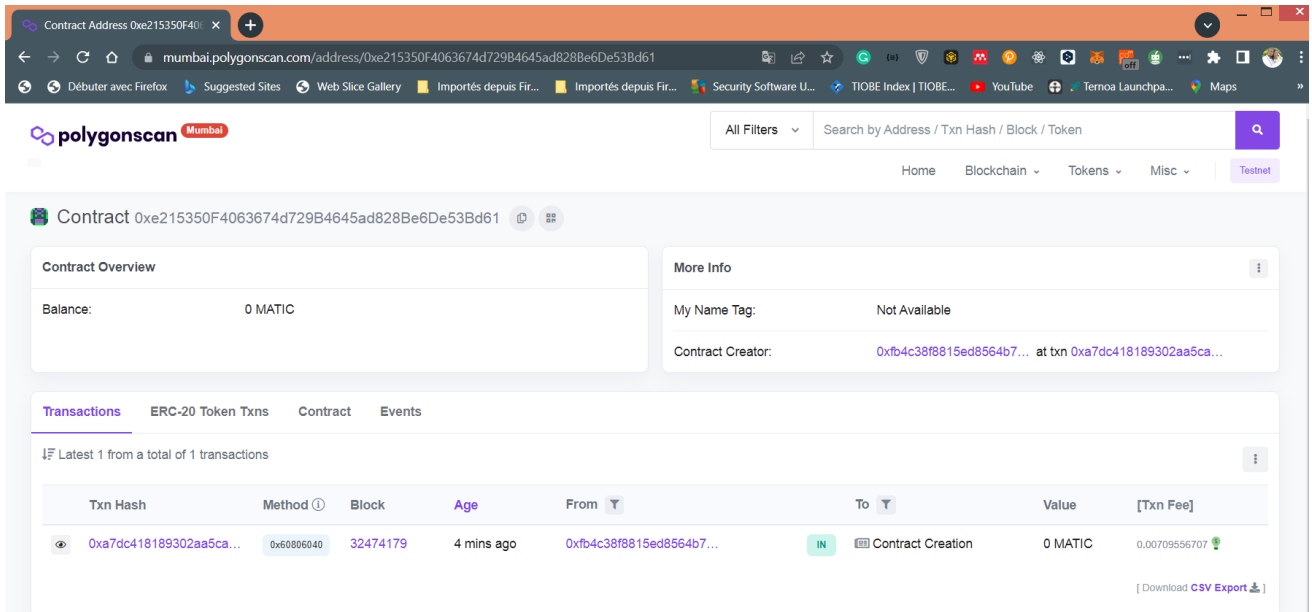 Contract Address 0xe215350F406
mumbai.polygonscan.com/address/0xe215350F4063674d729B4645ad828Be6De53Bd61
off
Débuter avec Firefox Suggested Sites Web Slice Gallery Importés depuis Fir... Importés depuis Fir... Security Software U... TIOBE Index | TIOBE... YouTube Ternoa Launchpa... Maps »
polygonscan Mumbai
All Filters Search by Address / Txn Hash / Block / Token
Home Blockchain Tokens Misc Testnet
Contract 0xe215350F4063674d729B4645ad828Be6De53Bd61
Contract Overview
Balance: 0 MATIC
More Info
My Name Tag: Not Available
Contract Creator: 0xfb4c38f8815ed8564b7... at txn 0xa7dc418189302aa5ca...
Transactions ERC-20 Token Txns Contract Events
Latest 1 from a total of 1 transactions
Txn Hash Method Block Age From To Value [Txn Fee]
0xa7dc418189302aa5ca... 0x60806040 32474179 4 mins ago 0xfb4c38f8815ed8564b7... IN Contract Creation 0 MATIC 0.00709556707
[ Download CSV Export ]